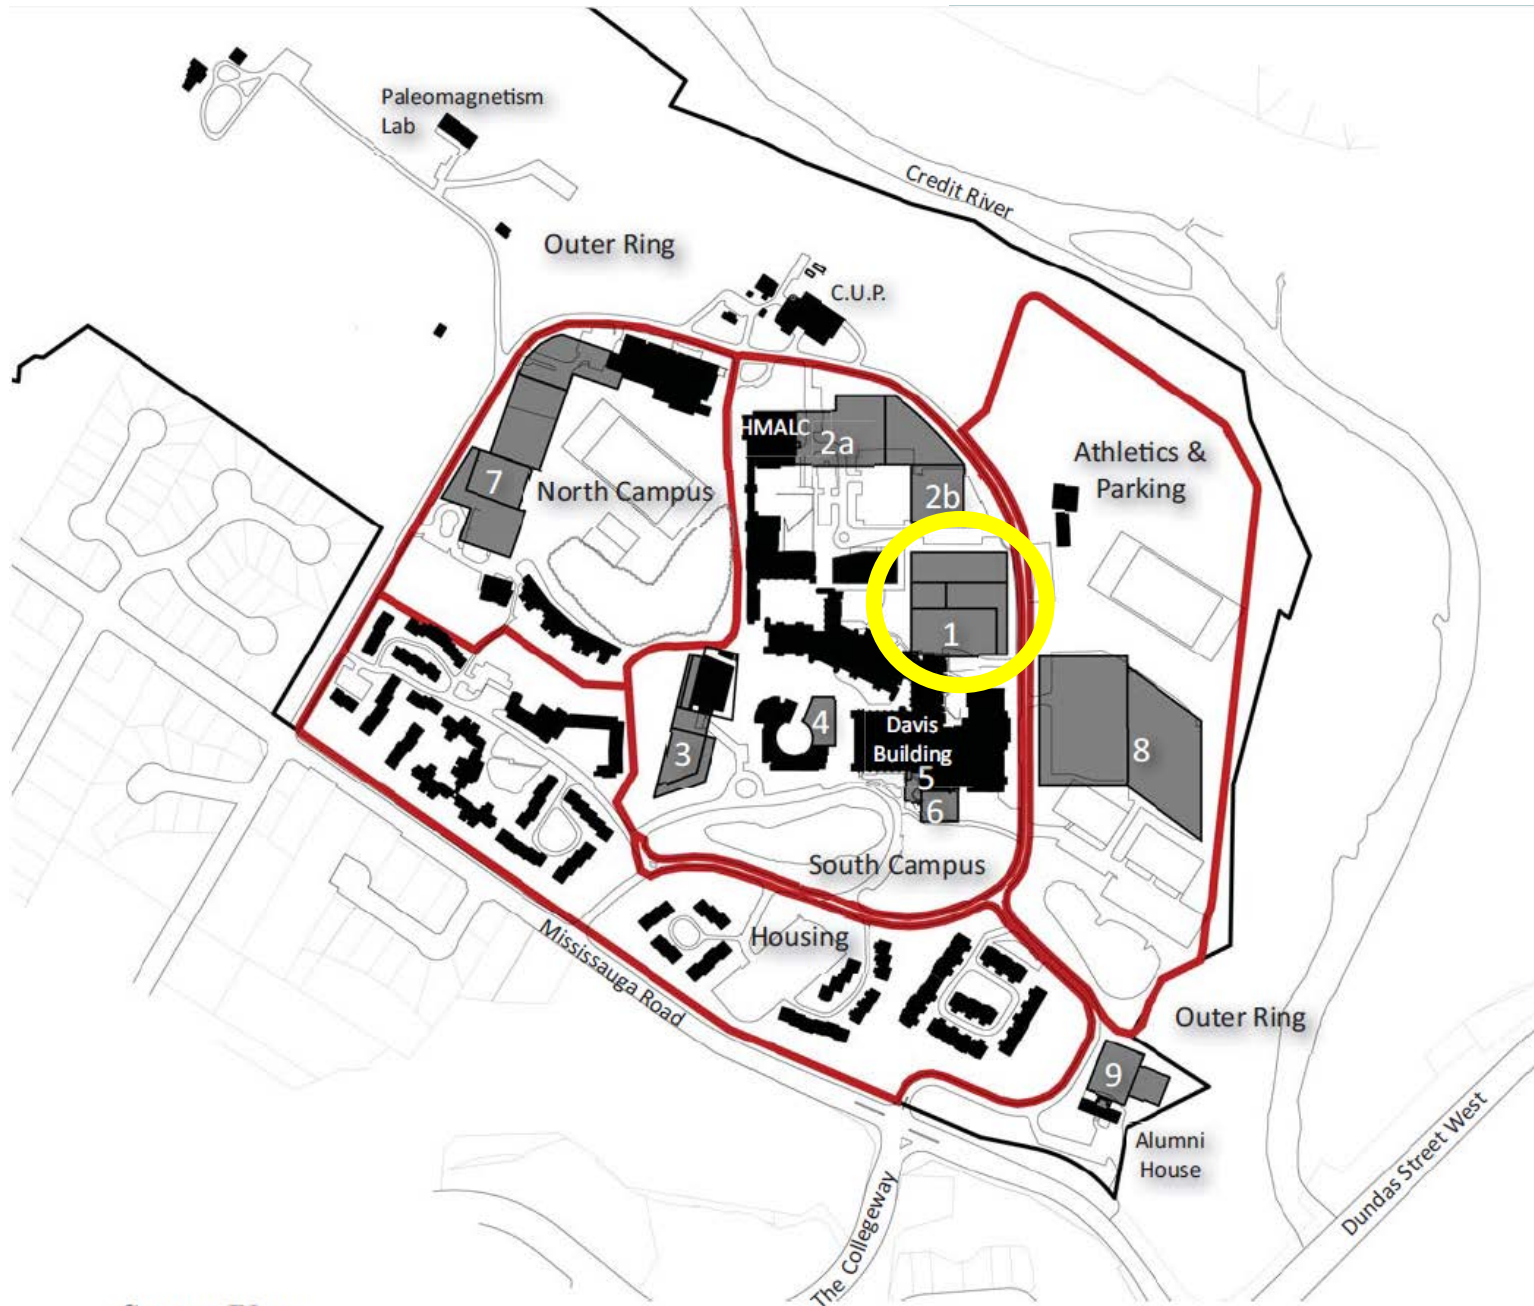 Paleomagnetism
Lab
Credit River
Outer Ring
C.U.P.
HMALC
2a
Athletics &
Parking
7
North Campus
2b
1
4
Davis
Building
3
8
5
6
South Campus
Housing
Mississauga Road
Outer Ring
9
Alumni
House
Dundas Street West
The Collegeway